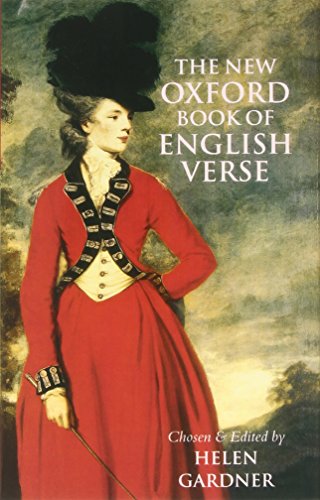 THE NEW
OXFORD
BOOK OF
ENGLISH
VERSE
Chosen & Edited by
HELEN
GARDNER